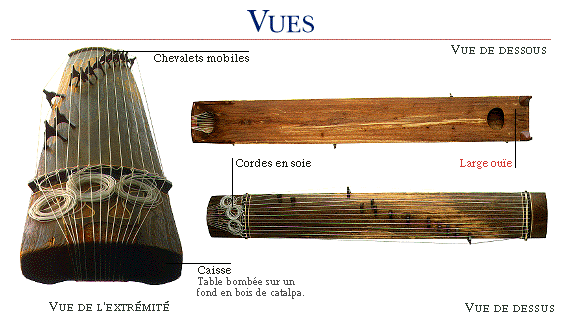 VUES
VUE DE DESSOUS
Chevalets mobiles
Cordes en soie
Large ouïe
Caisse
Table bombée sur un
fond en bois de catalpa.
VUE DE L'EXTRÉMITÉ
VUE DE DESSUS